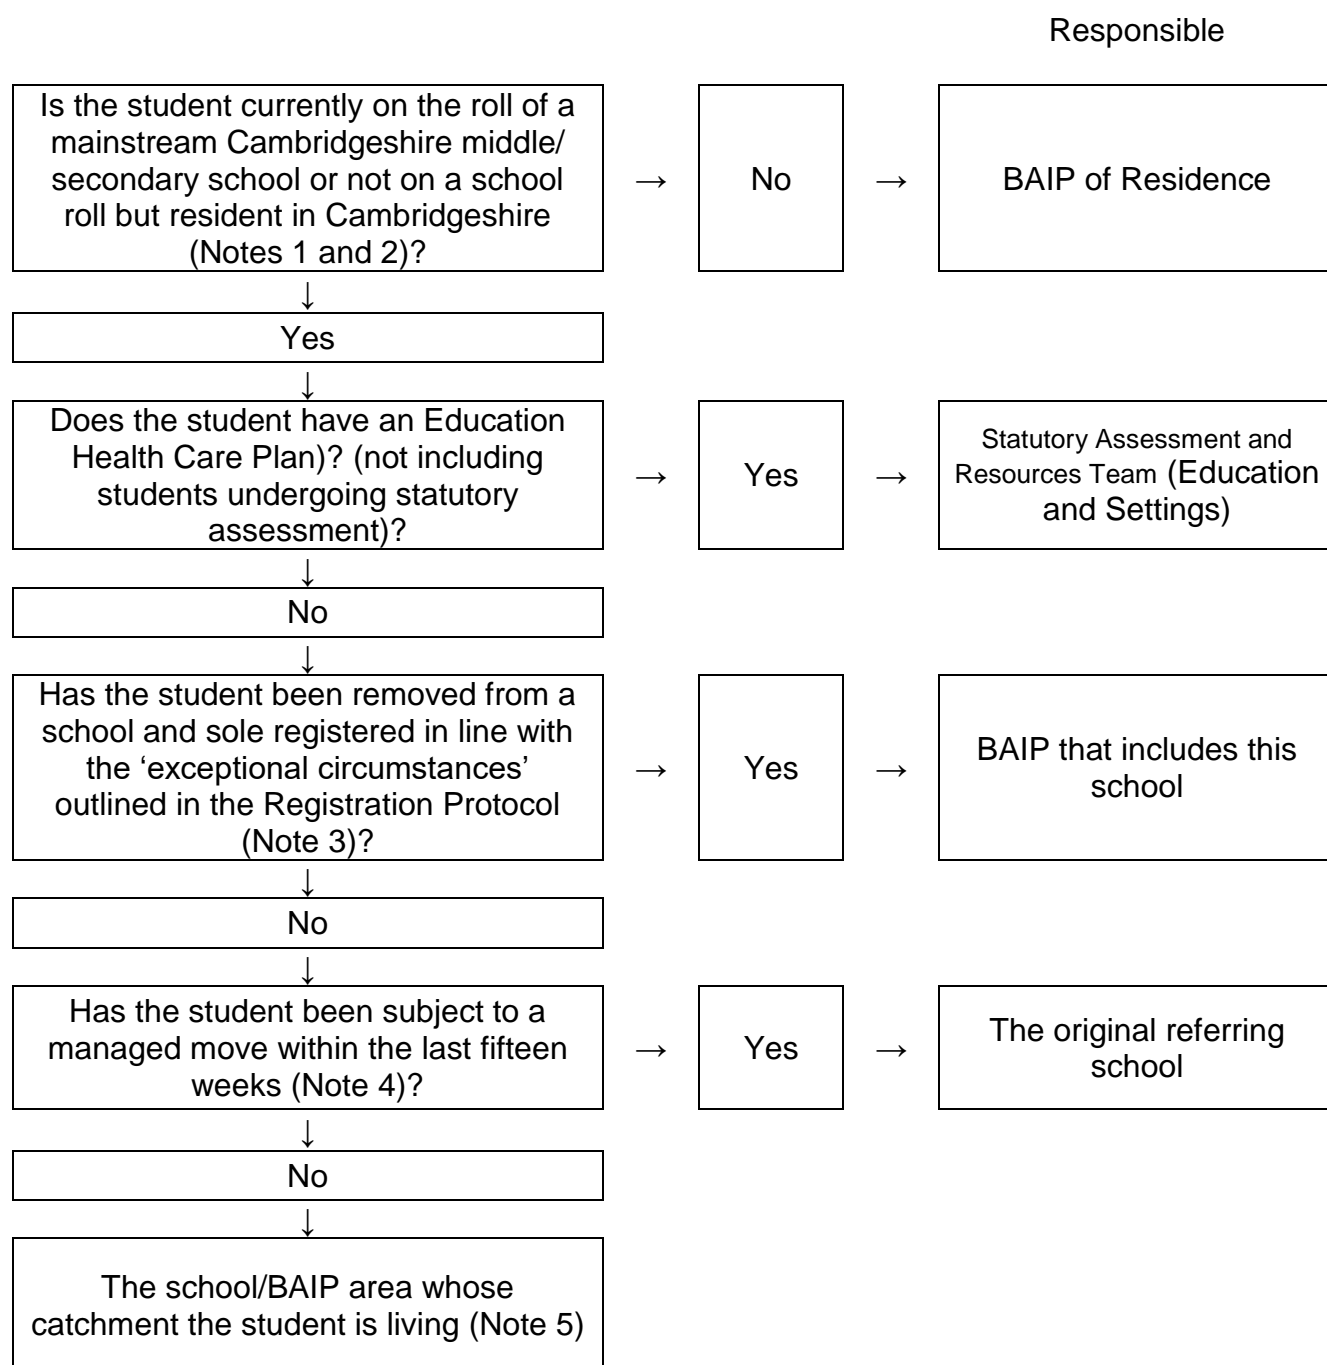 Responsible
Is the student currently on the roll of a
mainstream Cambridgeshire middle/
secondary school or not on a school
roll but resident in Cambridgeshire
(Notes 1 and 2)?
→
No
→
BAIP of Residence
↓
Yes
↓
Does the student have an Education
Health Care Plan)? (not including
students undergoing statutory
assessment)?
→
Yes
→
Statutory Assessment and
Resources Team (Education
and Settings)
↓
No
↓
Has the student been removed from a
school and sole registered in line with
the ‘exceptional circumstances’
outlined in the Registration Protocol
(Note 3)?
→
Yes
→
BAIP that includes this
school
↓
No
↓
Has the student been subject to a
managed move within the last fifteen
weeks (Note 4)?
→
Yes
→
The original referring
school
↓
No
↓
The school/BAIP area whose
catchment the student is living (Note 5)